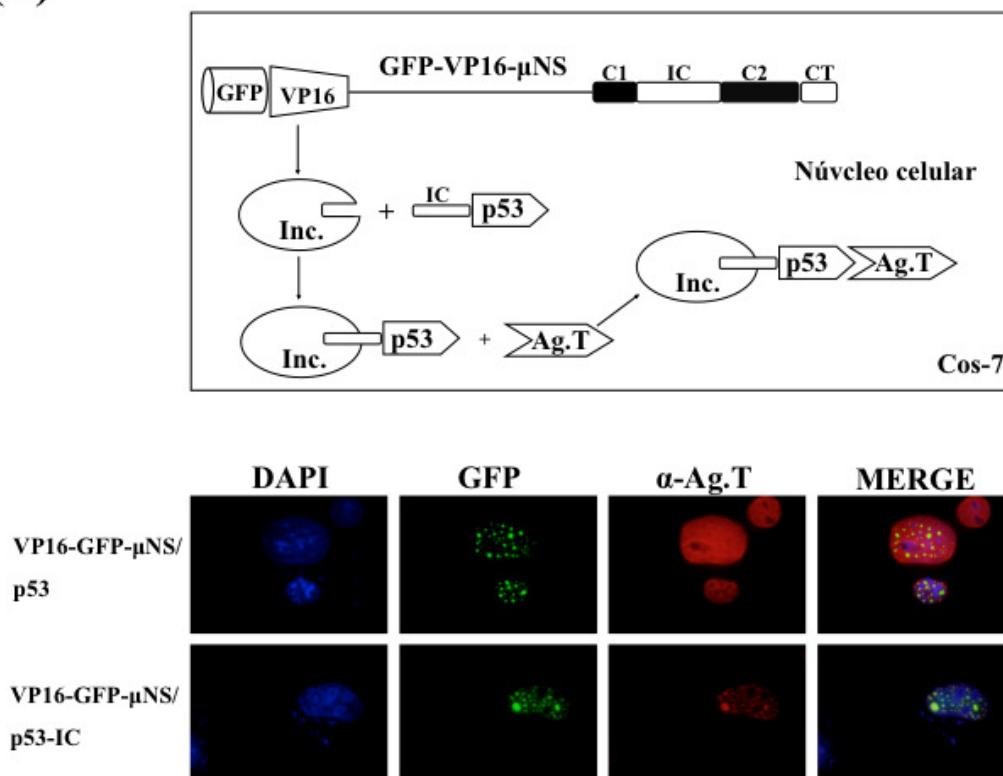 GFP-VP16-μNS
GFP
VP16
C1 IC C2 CT
Núvcleo celular
Inc. + IC p53
Inc. p53 + Ag.T
Inc. p53 Ag.T
Cos-7
DAPI GFP α-Ag.T MERGE
VP16-GFP-μNS/
p53
VP16-GFP-μNS/
p53-IC